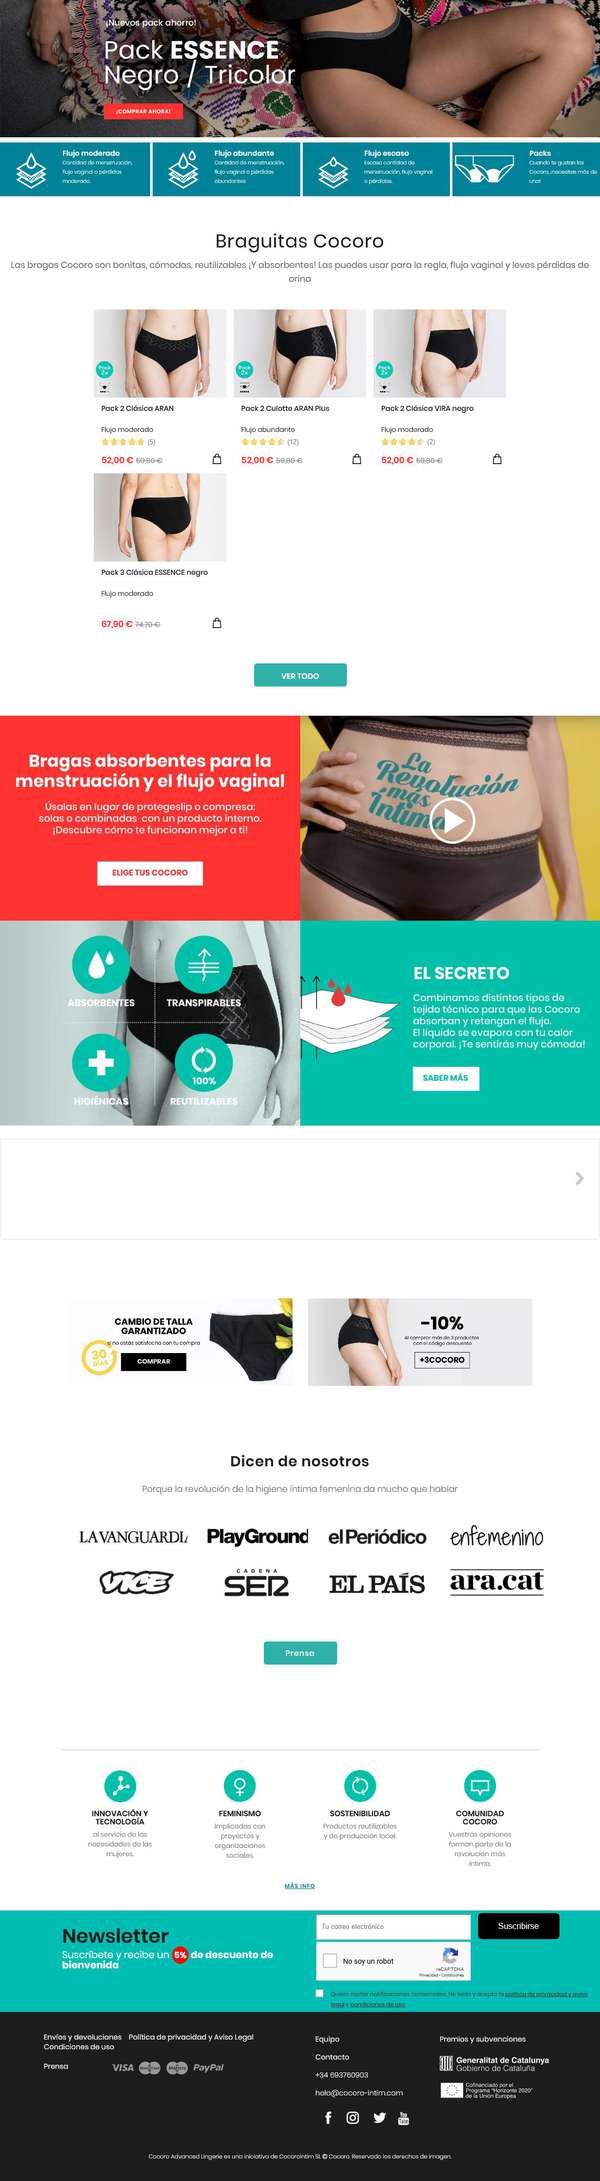 ¡Nuevos pack ahorro!
Pack ESSENCE
Negro / Tricolor
¡COMPRAR AHORA!
Flujo moderado
Cantidad de menstruación,
flujo vaginal o pérdidas
moderado.
Flujo abundante
Cantidad de menstruación,
flujo vaginal o pérdidas
abundantes
Flujo escaso
Escasa cantidad de
menstruación, flujo vaginal
o pérdidas.
Packs
Cuando te gustan los
Cocoro, ¡necesitas más de
una!
Braguitas Cocoro
Las bragas Cocoro son bonitas, cómodas, reutilizables ¡Y absorbentes! Las puedes usar para la regla, flujo vaginal y leves pérdidas de
orina
Pack
2x
Pack
2x
Pack
2x
Pack 2 Clásica ARAN
Flujo moderado
(5)
52,00 € 59,80 €
Pack 2 Culotte ARAN Plus
Flujo abundante
(12)
52,00 € 59,80 €
Pack 2 Clásica VIRA negro
Flujo moderado
(2)
52,00 € 59,80 €
Pack 3 Clásica ESSENCE negro
Flujo moderado
67,90 € 74,70 €
VER TODO
Bragas absorbentes para la
menstruación y el flujo vaginal
Úsalas en lugar de protegeslip o compresa:
solas o combinadas con un producto interno.
¡Descubre cómo te funcionan mejor a ti!
ELIGE TUS COCORO
La
Revolución
más
Íntima
ABSORBENTES
TRANSPIRABLES
HIGIÉNICAS
100%
REUTILIZABLES
EL SECRETO
Combinamos distintos tipos de
tejido técnico para que las Cocoro
absorban y retengan el flujo.
El líquido se evapora con tu calor
corporal. ¡Te sentirás muy cómoda!
SABER MÁS
CAMBIO DE TALLA
GARANTIZADO
si no estás satisfecha con tu compra
30
DÍAS
COMPRAR
-10%
Al comprar más de 3 productos
con el código descuento
+3COCORO
Dicen de nosotros
Porque la revolución de la higiene íntima femenina da mucho que hablar
LA VANGUARDIA
PlayGround
el Periódico
enfemenino
VICE
CADENA
SER
EL PAÍS
ara.cat
Prensa
INNOVACIÓN Y
TECNOLOGÍA
al servicio de las
necesidades de las
mujeres.
FEMINISMO
Implicadas con
proyectos y
organizaciones
sociales.
SOSTENIBILIDAD
Productos reutilizables
y de producción local.
COMUNIDAD
COCORO
Vuestras opiniones
forman parte de la
revolución más
íntima.
MÁS INFO
Newsletter
Suscríbete y recibe un 5% de descuento de
bienvenida
Tu correo electrónico
Suscribirse
No soy un robot
reCAPTCHA
Privacidad - Condiciones
Quiero recibir notificaciones comerciales. He leído y acepto la política de privacidad y aviso
legal y condiciones de uso
Envíos y devoluciones Política de privacidad y Aviso Legal
Condiciones de uso
Prensa
VISA
MasterCard
Maestro
PayPal
Equipo
Contacto
+34 693760903
hola@cocoro-intim.com
You
Tube
Premios y subvenciones
Generalitat de Catalunya
Gobierno de Cataluña
Cofinanciado por el
Programa "Horizonte 2020"
de la Unión Europea
Cocoro Advanced Lingerie es una iniciativa de Cocorointim SL © Cocoro. Reservado los derechos de imagen.